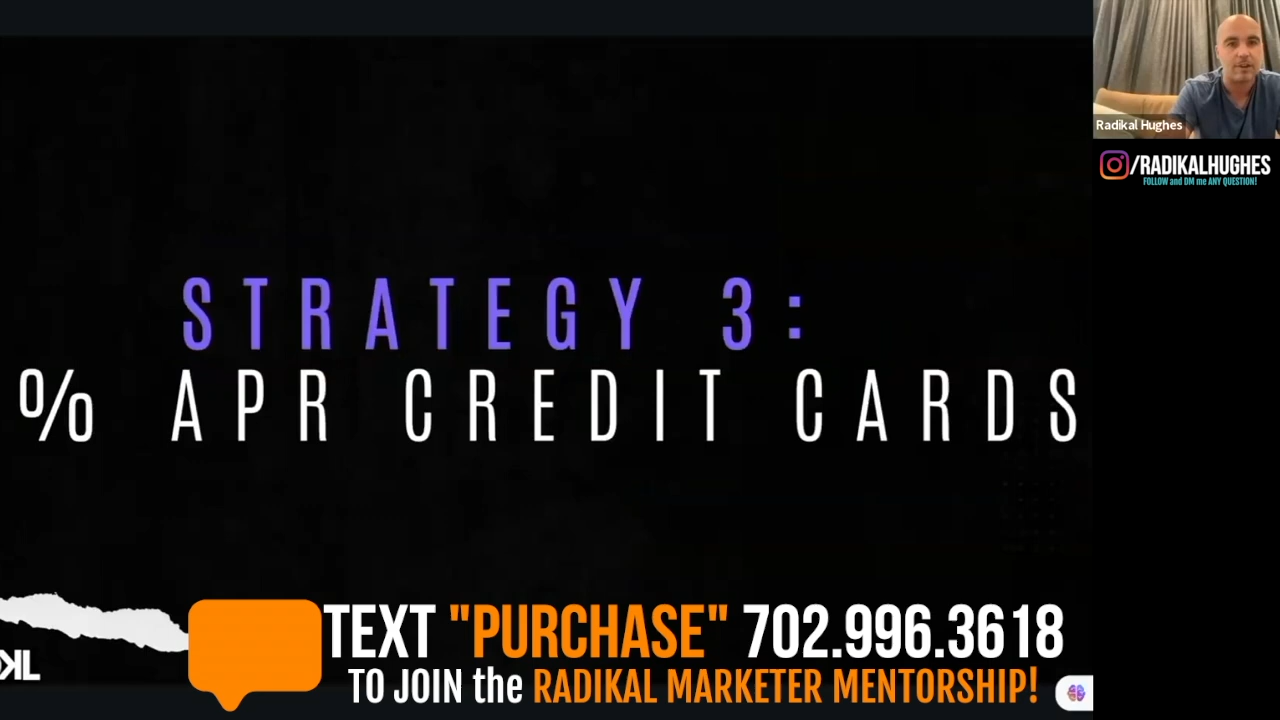 Radikal Hughes
/RADIKALHUGHES
FOLLOW and DM me ANY QUESTION!
STRATEGY 3:
% APR CREDIT CARDS
TEXT "PURCHASE" 702.996.3618
TO JOIN the RADIKAL MARKETER MENTORSHIP!